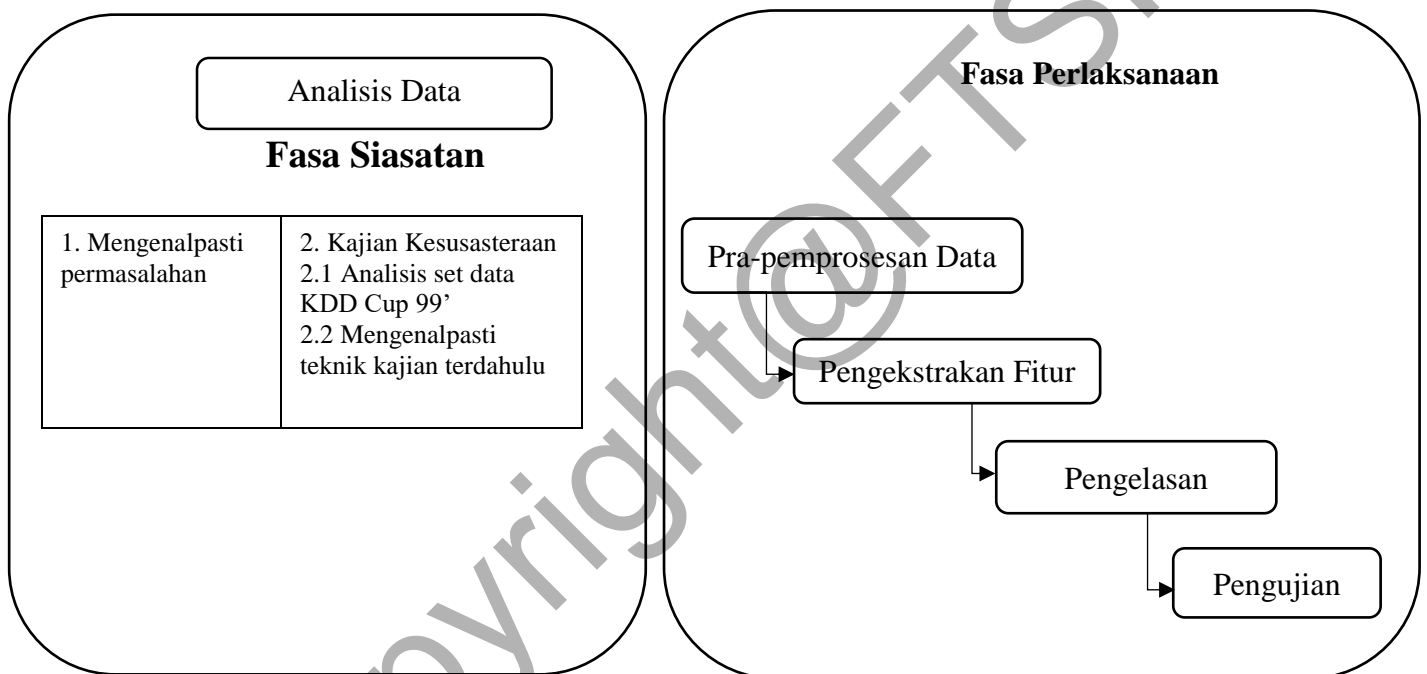 Analisis Data
Fasa Siasatan
1. Mengenalpasti
permasalahan
2. Kajian Kesusasteraan
2.1 Analisis set data
KDD Cup 99’
2.2 Mengenalpasti
teknik kajian terdahulu
Fasa Perlaksanaan
Pra-pemprosesan Data
Pengekstrakan Fitur
Pengelasan
Pengujian